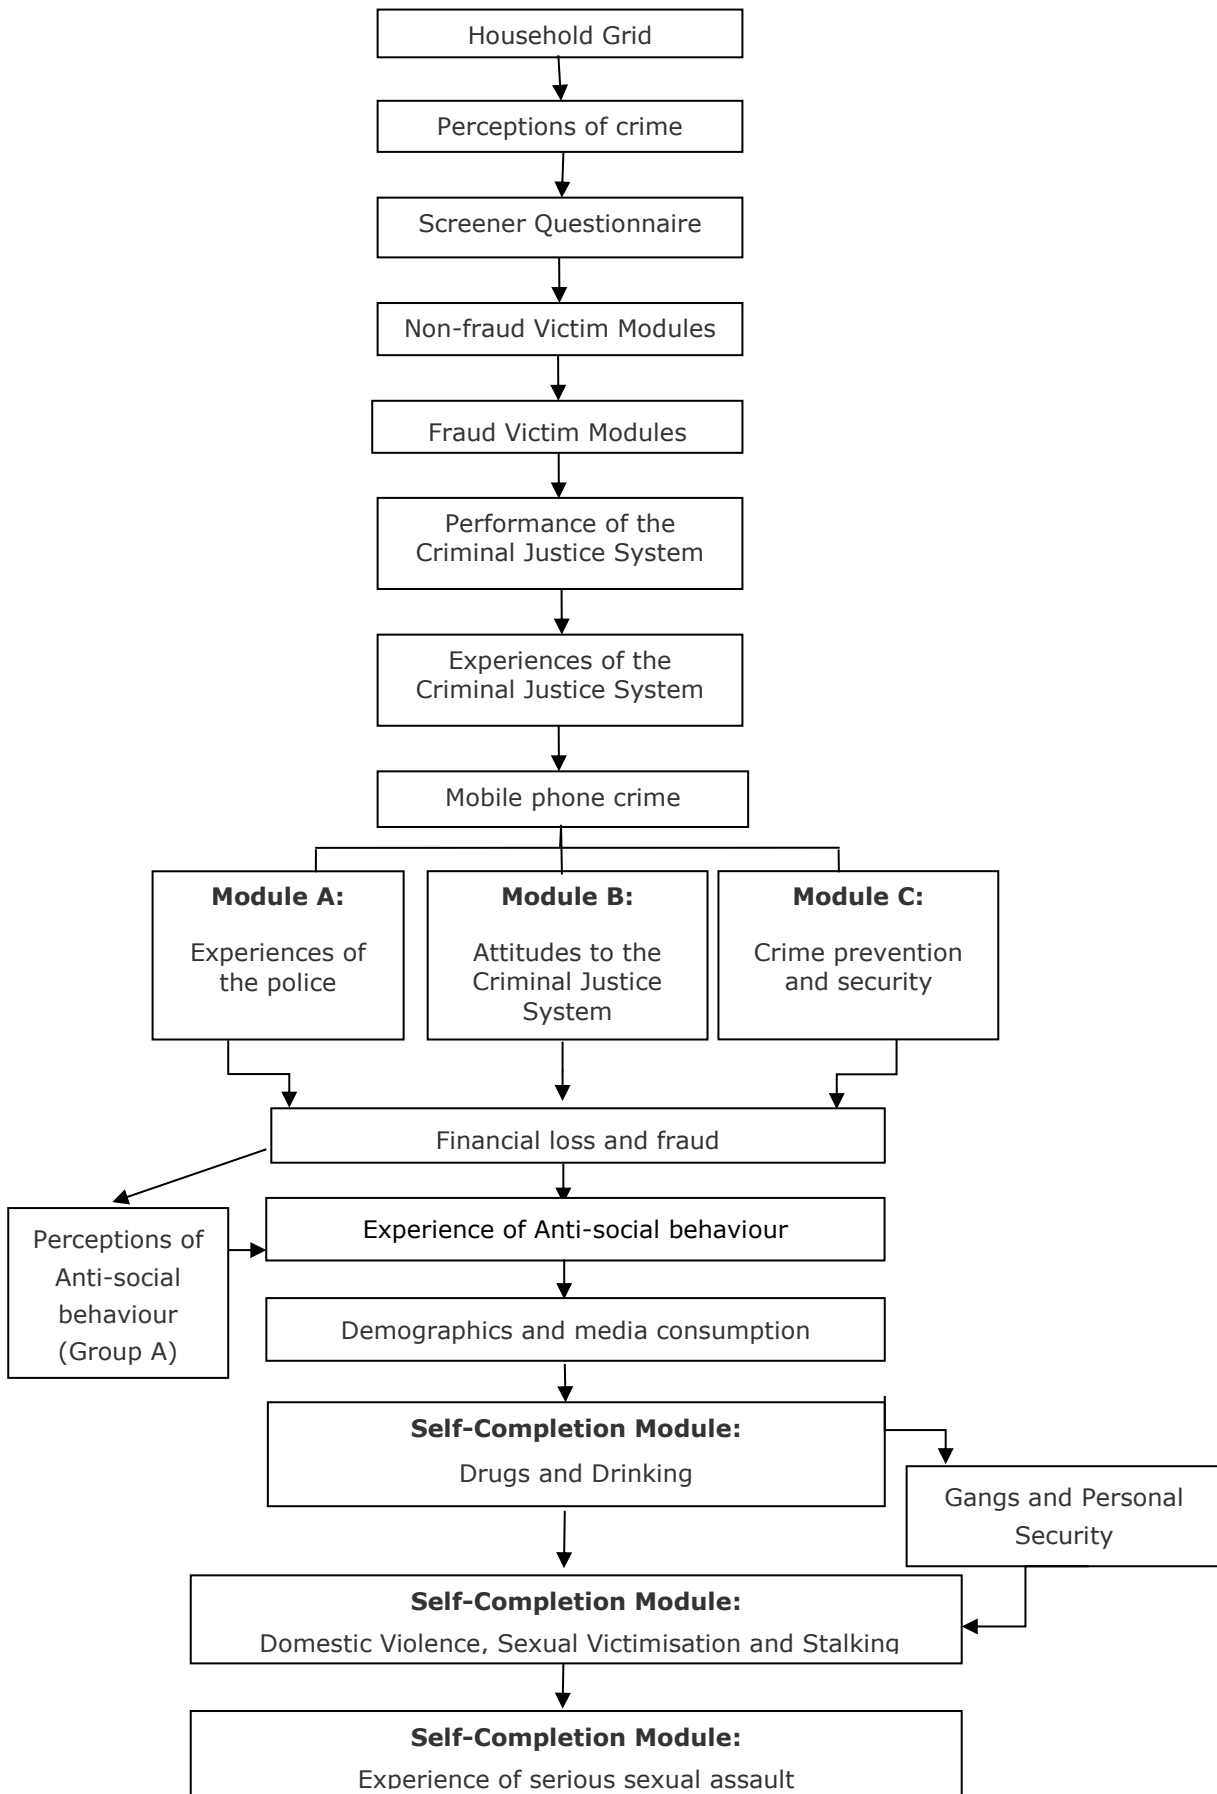 Household Grid
Perceptions of crime
Screener Questionnaire
Non-fraud Victim Modules
Fraud Victim Modules
Performance of the
Criminal Justice System
Experiences of the
Criminal Justice System
Mobile phone crime
Module A:
Experiences of
the police
Module B:
Attitudes to the
Criminal Justice
System
Module C:
Crime prevention
and security
Financial loss and fraud
Perceptions of
Anti-social
behaviour
(Group A)
Experience of Anti-social behaviour
Demographics and media consumption
Self-Completion Module:
Drugs and Drinking
Gangs and Personal
Security
Self-Completion Module:
Domestic Violence, Sexual Victimisation and Stalking
Self-Completion Module:
Experience of serious sexual assault